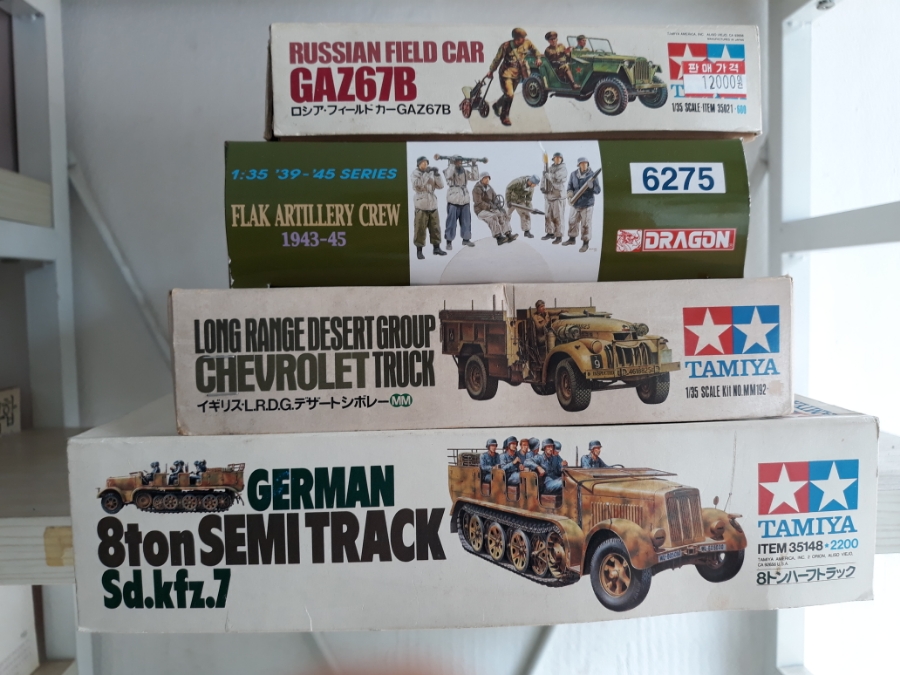 RUSSIAN FIELD CAR
GAZ67B
ロシア・フィールドカーGAZ67B
판매가격
12000원
1/35 SCALE ITEM 35021 600
1:35 '39-'45 SERIES
FLAK ARTILLERY CREW
1943-45
6275
DRAGON
LONG RANGE DESERT GROUP
CHEVROLET TRUCK
イギリス・L.R.D.G.デザートシボレー MM
TAMIYA
1/35 SCALE KIT NO. MM192
GERMAN
8ton SEMI TRACK
Sd.kfz.7
TAMIYA
ITEM 35148★2200
8トンハーフトラック